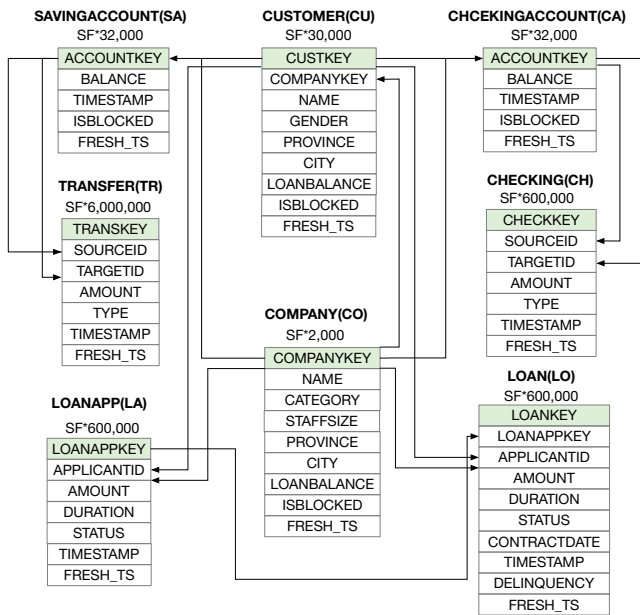 SAVINGACCOUNT(SA)
SF*32,000
ACCOUNTKEY
BALANCE
TIMESTAMP
ISBLOCKED
FRESH_TS
CUSTOMER(CU)
SF*30,000
CUSTKEY
COMPANYKEY
NAME
GENDER
PROVINCE
CITY
LOANBALANCE
ISBLOCKED
FRESH_TS
CHCEKINGACCOUNT(CA)
SF*32,000
ACCOUNTKEY
BALANCE
TIMESTAMP
ISBLOCKED
FRESH_TS
TRANSFER(TR)
SF*6,000,000
TRANSKEY
SOURCEID
TARGETID
AMOUNT
TYPE
TIMESTAMP
FRESH_TS
CHECKING(CH)
SF*600,000
CHECKKEY
SOURCEID
TARGETID
AMOUNT
TYPE
TIMESTAMP
FRESH_TS
COMPANY(CO)
SF*2,000
COMPANYKEY
NAME
CATEGORY
STAFFSIZE
PROVINCE
CITY
LOANBALANCE
ISBLOCKED
FRESH_TS
LOANAPP(LA)
SF*600,000
LOANAPPKEY
APPLICANTID
AMOUNT
DURATION
STATUS
TIMESTAMP
FRESH_TS
LOAN(LO)
SF*600,000
LOANKEY
LOANAPPKEY
APPLICANTID
AMOUNT
DURATION
STATUS
CONTRACTDATE
TIMESTAMP
DELINQUENCY
FRESH_TS